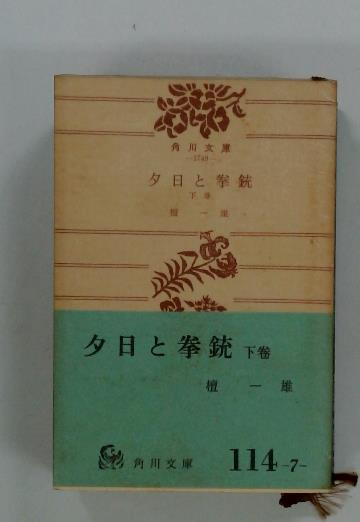 角川文庫
夕日と拳銃
下巻
檀一雄
夕日と拳銃 下巻
檀一雄
角川文庫 114-7-